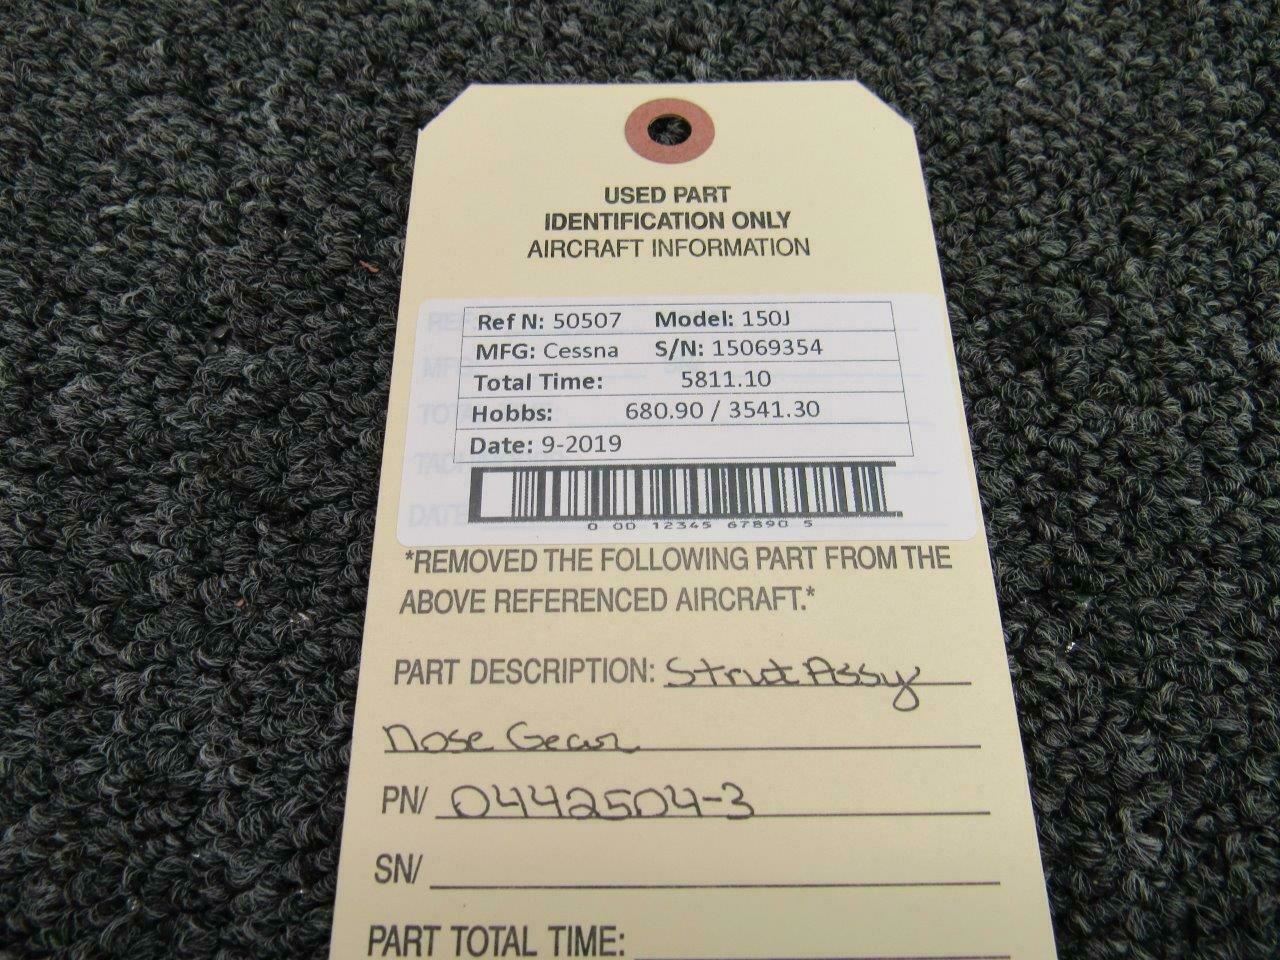 USED PART
IDENTIFICATION ONLY
AIRCRAFT INFORMATION
Ref N: 50507 Model: 150J
MFG: Cessna S/N: 15069354
Total Time: 5811.10
Hobbs: 680.90 / 3541.30
Date: 9-2019
0 00 12345 67890 5
*REMOVED THE FOLLOWING PART FROM THE
ABOVE REFERENCED AIRCRAFT.*
PART DESCRIPTION: Strut Assy
Nose Gear
PN/ 0442504-3
SN/
PART TOTAL TIME: